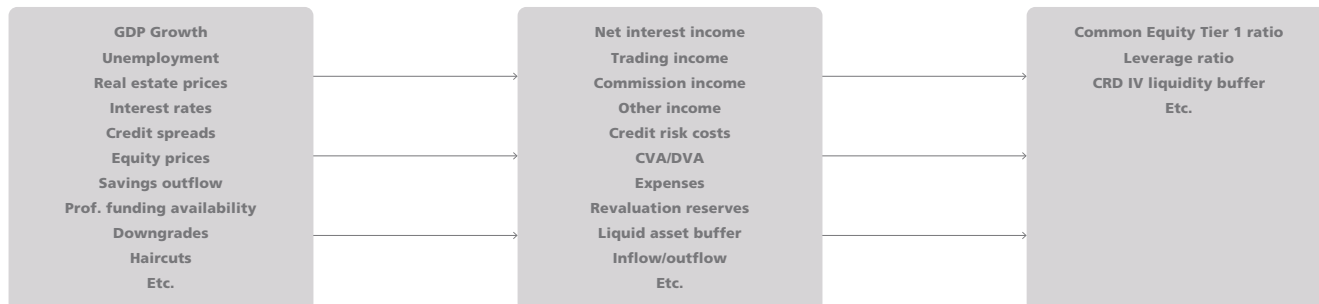 GDP Growth
Unemployment
Real estate prices
Interest rates
Credit spreads
Equity prices
Savings outflow
Prof. funding availability
Downgrades
Haircuts
Etc.
Net interest income
Trading income
Commission income
Other income
Credit risk costs
CVA/DVA
Expenses
Revaluation reserves
Liquid asset buffer
Inflow/outflow
Etc.
Common Equity Tier 1 ratio
Leverage ratio
CRD IV liquidity buffer
Etc.